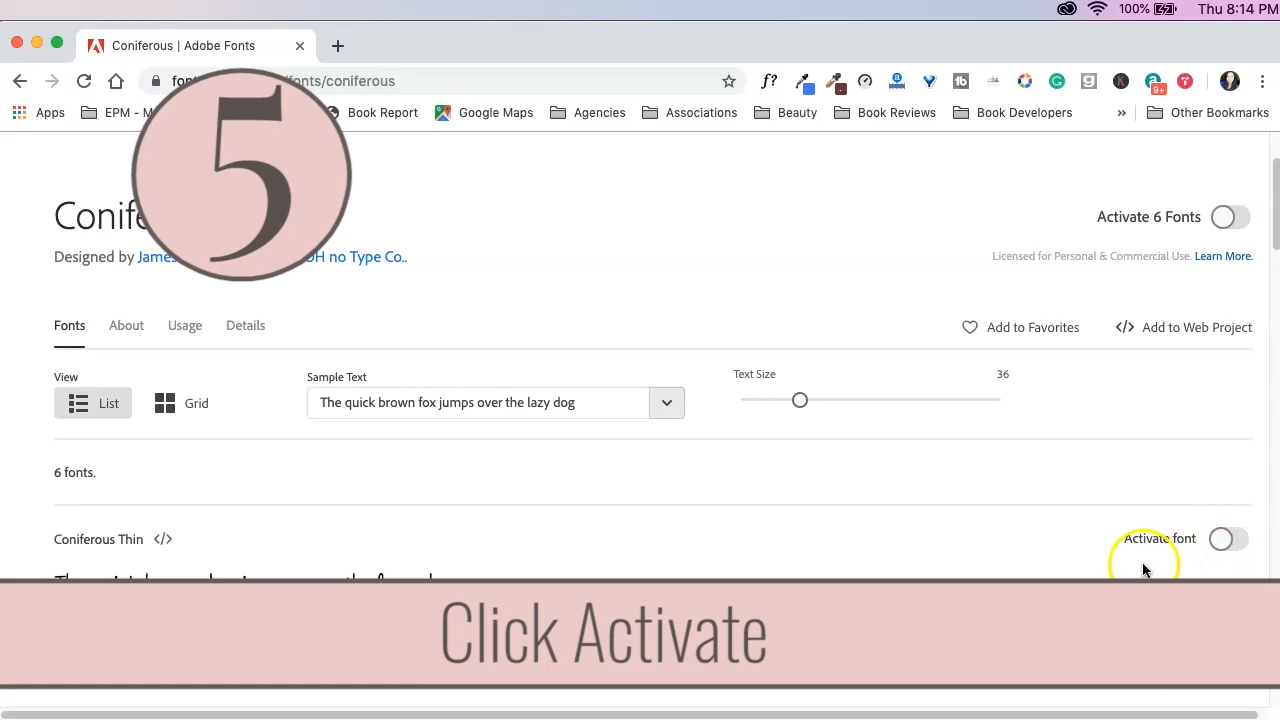 100% Thu 8:14 PM
Coniferous | Adobe Fonts
fon /fonts/coniferous
f? 1b g K 9+
Apps EPM - M Book Report Google Maps Agencies Associations Beauty Book Reviews Book Developers » Other Bookmarks
5
Conife
Activate 6 Fonts
Designed by James OH no Type Co..
Licensed for Personal & Commercial Use. Learn More.
Fonts About Usage Details
Add to Favorites </> Add to Web Project
View Sample Text Text Size 36
List Grid The quick brown fox jumps over the lazy dog
6 fonts.
Coniferous Thin </> Activate font
Click Activate